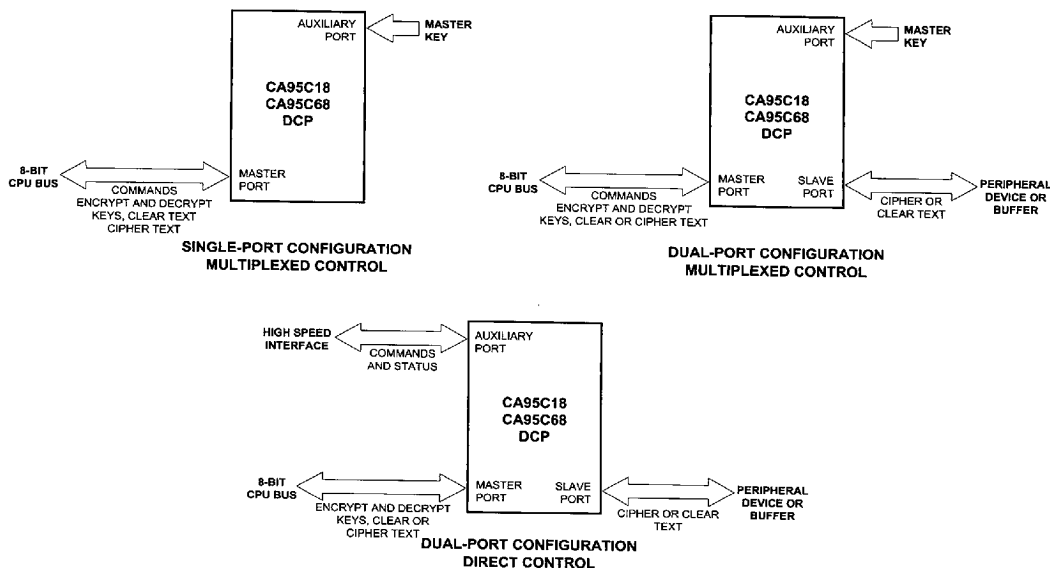 AUXILIARY
PORT
MASTER
KEY
CA95C18
CA95C68
DCP
8-BIT
CPU BUS
MASTER
PORT
COMMANDS
ENCRYPT AND DECRYPT
KEYS, CLEAR TEXT
CIPHER TEXT
SINGLE-PORT CONFIGURATION
MULTIPLEXED CONTROL
AUXILIARY
PORT
MASTER
KEY
CA95C18
CA95C68
DCP
8-BIT
CPU BUS
MASTER
PORT
SLAVE
PORT
PERIPHERAL
DEVICE OR
BUFFER
COMMANDS
ENCRYPT AND DECRYPT
KEYS, CLEAR OR CIPHER TEXT
CIPHER OR
CLEAR TEXT
DUAL-PORT CONFIGURATION
MULTIPLEXED CONTROL
HIGH SPEED
INTERFACE
AUXILIARY
PORT
COMMANDS
AND STATUS
CA95C18
CA95C68
DCP
8-BIT
CPU BUS
MASTER
PORT
SLAVE
PORT
PERIPHERAL
DEVICE OR
BUFFER
ENCRYPT AND DECRYPT
KEYS, CLEAR OR
CIPHER TEXT
CIPHER OR CLEAR
TEXT
DUAL-PORT CONFIGURATION
DIRECT CONTROL